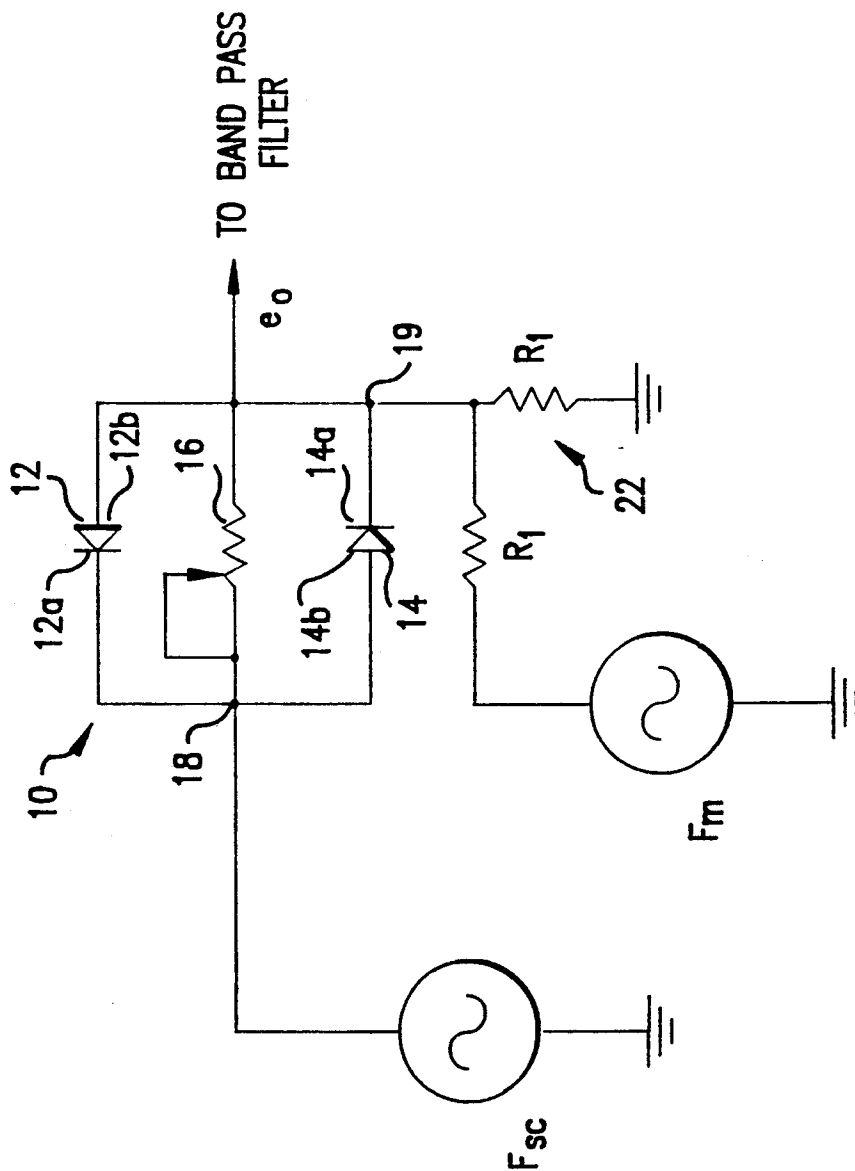 TO BAND PASS
FILTER
e₀
10
12
12a
12b
16
18
14a
14b
14
19
R₁
R₁
22
Fm
Fsc